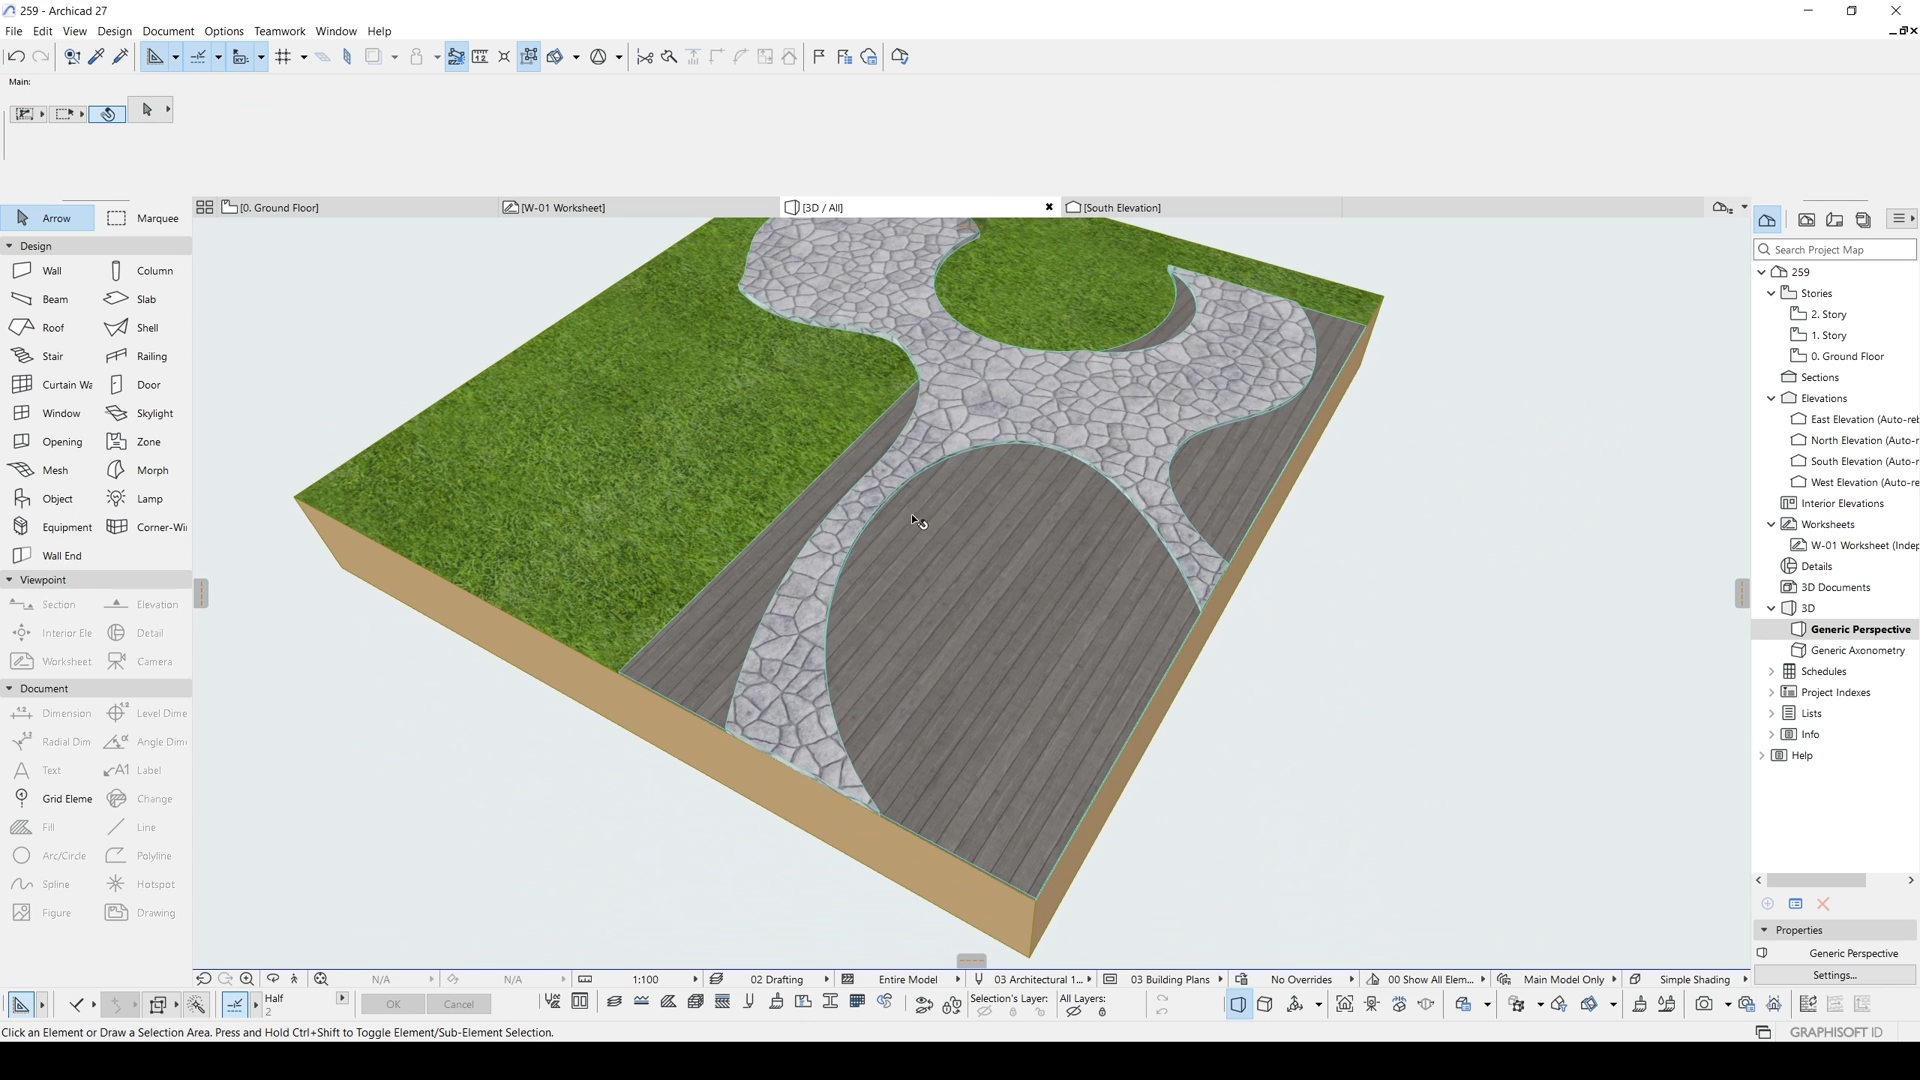 259 - Archicad 27
File Edit View Design Document Options Teamwork Window Help
Main:
[0. Ground Floor] [W-01 Worksheet] [3D / All] [South Elevation]
Arrow Marquee
Design
Wall Column
Beam Slab
Roof Shell
Stair Railing
Curtain Wa Door
Window Skylight
Opening Zone
Mesh Morph
Object Lamp
Equipment Corner-Wi
Wall End
Viewpoint
Section Elevation
Interior Ele Detail
Worksheet Camera
Document
Dimension Level Dime
Radial Dim Angle Dim
Text Label
Grid Eleme Change
Fill Line
Arc/Circle Polyline
Spline Hotspot
Figure Drawing
Search Project Map
259
Stories
2. Story
1. Story
0. Ground Floor
Sections
Elevations
East Elevation (Auto-reb
North Elevation (Auto-r
South Elevation (Auto-r
West Elevation (Auto-re
Interior Elevations
Worksheets
W-01 Worksheet (Indep
Details
3D Documents
3D
Generic Perspective
Generic Axonometry
Schedules
Project Indexes
Lists
Info
Help
Properties
Generic Perspective
Settings...
N/A N/A 1:100 02 Drafting Entire Model 03 Architectural 1... 03 Building Plans No Overrides 00 Show All Elem... Main Model Only Simple Shading
Half
2
OK Cancel
Selection's Layer: All Layers:
Click an Element or Draw a Selection Area. Press and Hold Ctrl+Shift to Toggle Element/Sub-Element Selection.
GRAPHISOFT ID